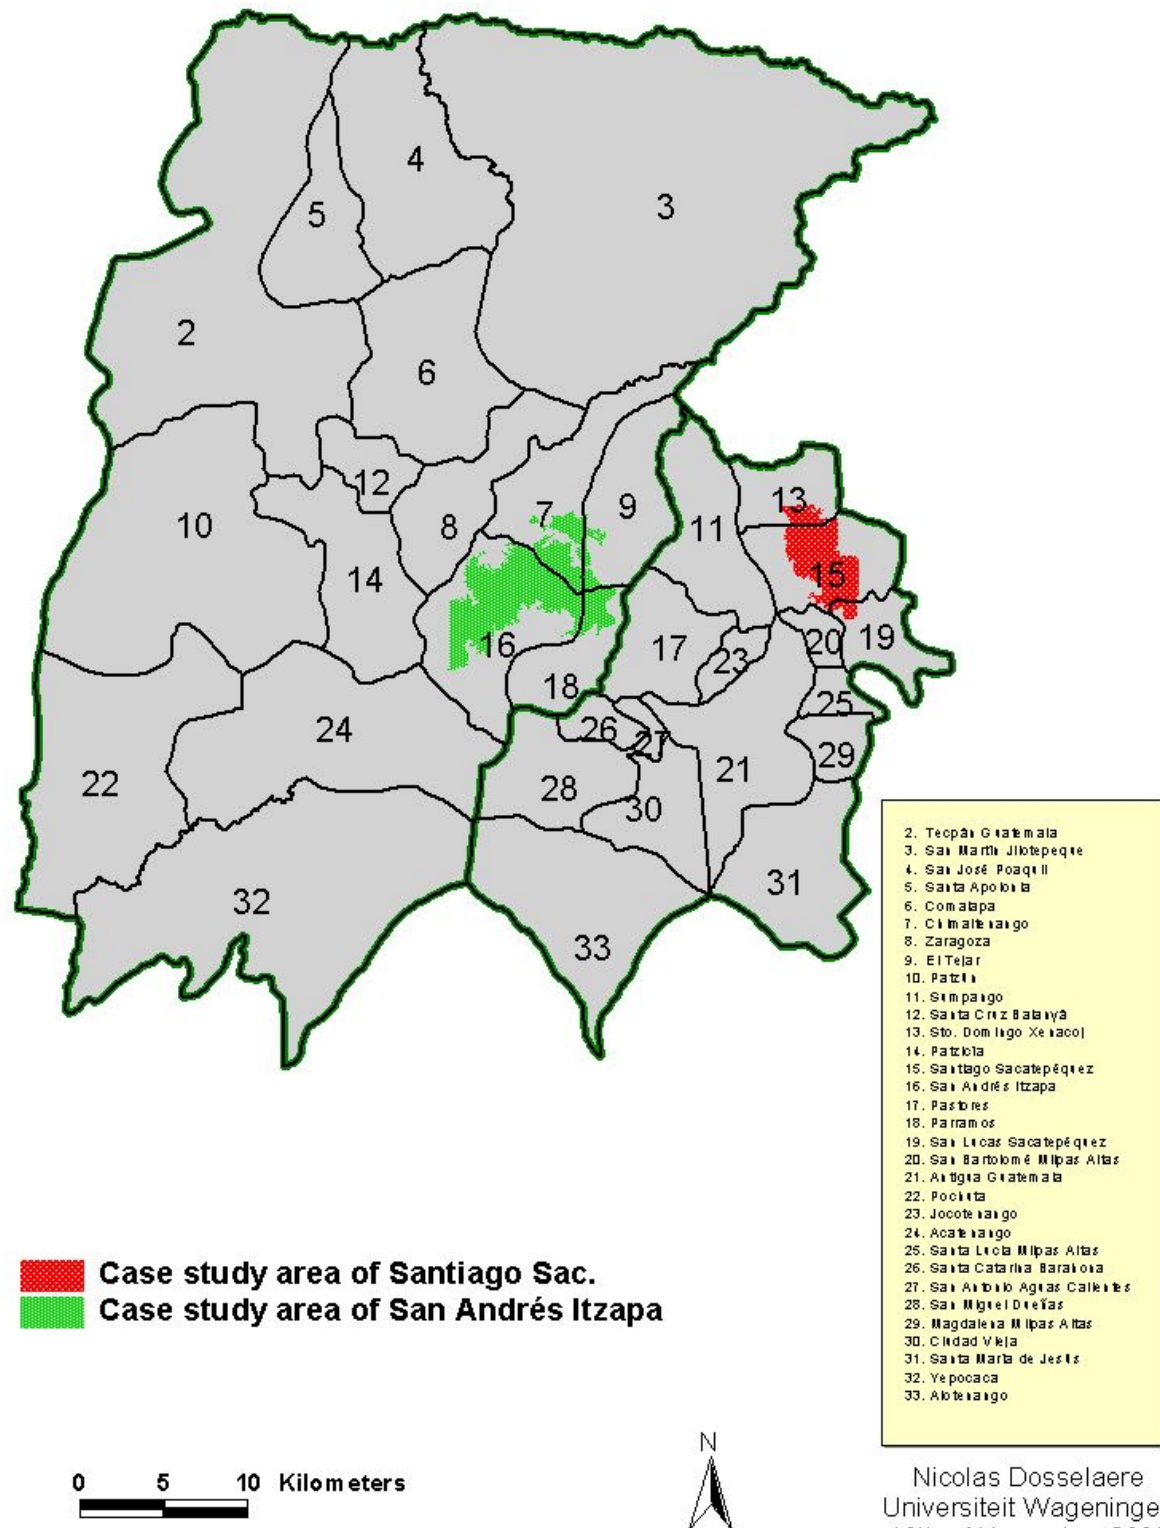 4
3
5
2
6
12
13
7
9
11
10
8
14
15
16
17
20
19
23
18
25
26
27
24
29
21
22
28
30
31
32
33
2. Tecpán Guatemala
3. San Martín Jilotepeque
4. San José Poaquil
5. Santa Apolonia
6. Comalapa
7. Chimaltenango
8. Zaragoza
9. El Tejar
10. Patzún
11. Sumpango
12. Santa Cruz Balanyá
13. Sto. Domingo Xenacoj
14. Patzicía
15. Santiago Sacatepéquez
16. San Andrés Itzapa
17. Pastores
18. Parramos
19. San Lucas Sacatepéquez
20. San Bartolomé Milpas Altas
21. Antigua Guatemala
22. Pochuta
23. Jocotenango
24. Acatenango
25. Santa Lucía Milpas Altas
26. Santa Catarina Barahona
27. San Antonio Aguas Calientes
28. San Miguel Dueñas
29. Magdalena Milpas Altas
30. Ciudad Vieja
31. Santa María de Jesús
32. Yepocaca
33. Alotenango
Case study area of Santiago Sac.
Case study area of San Andrés Itzapa
0 5 10 Kilometers
N
Nicolas Dosselaere
Universiteit Wageninge